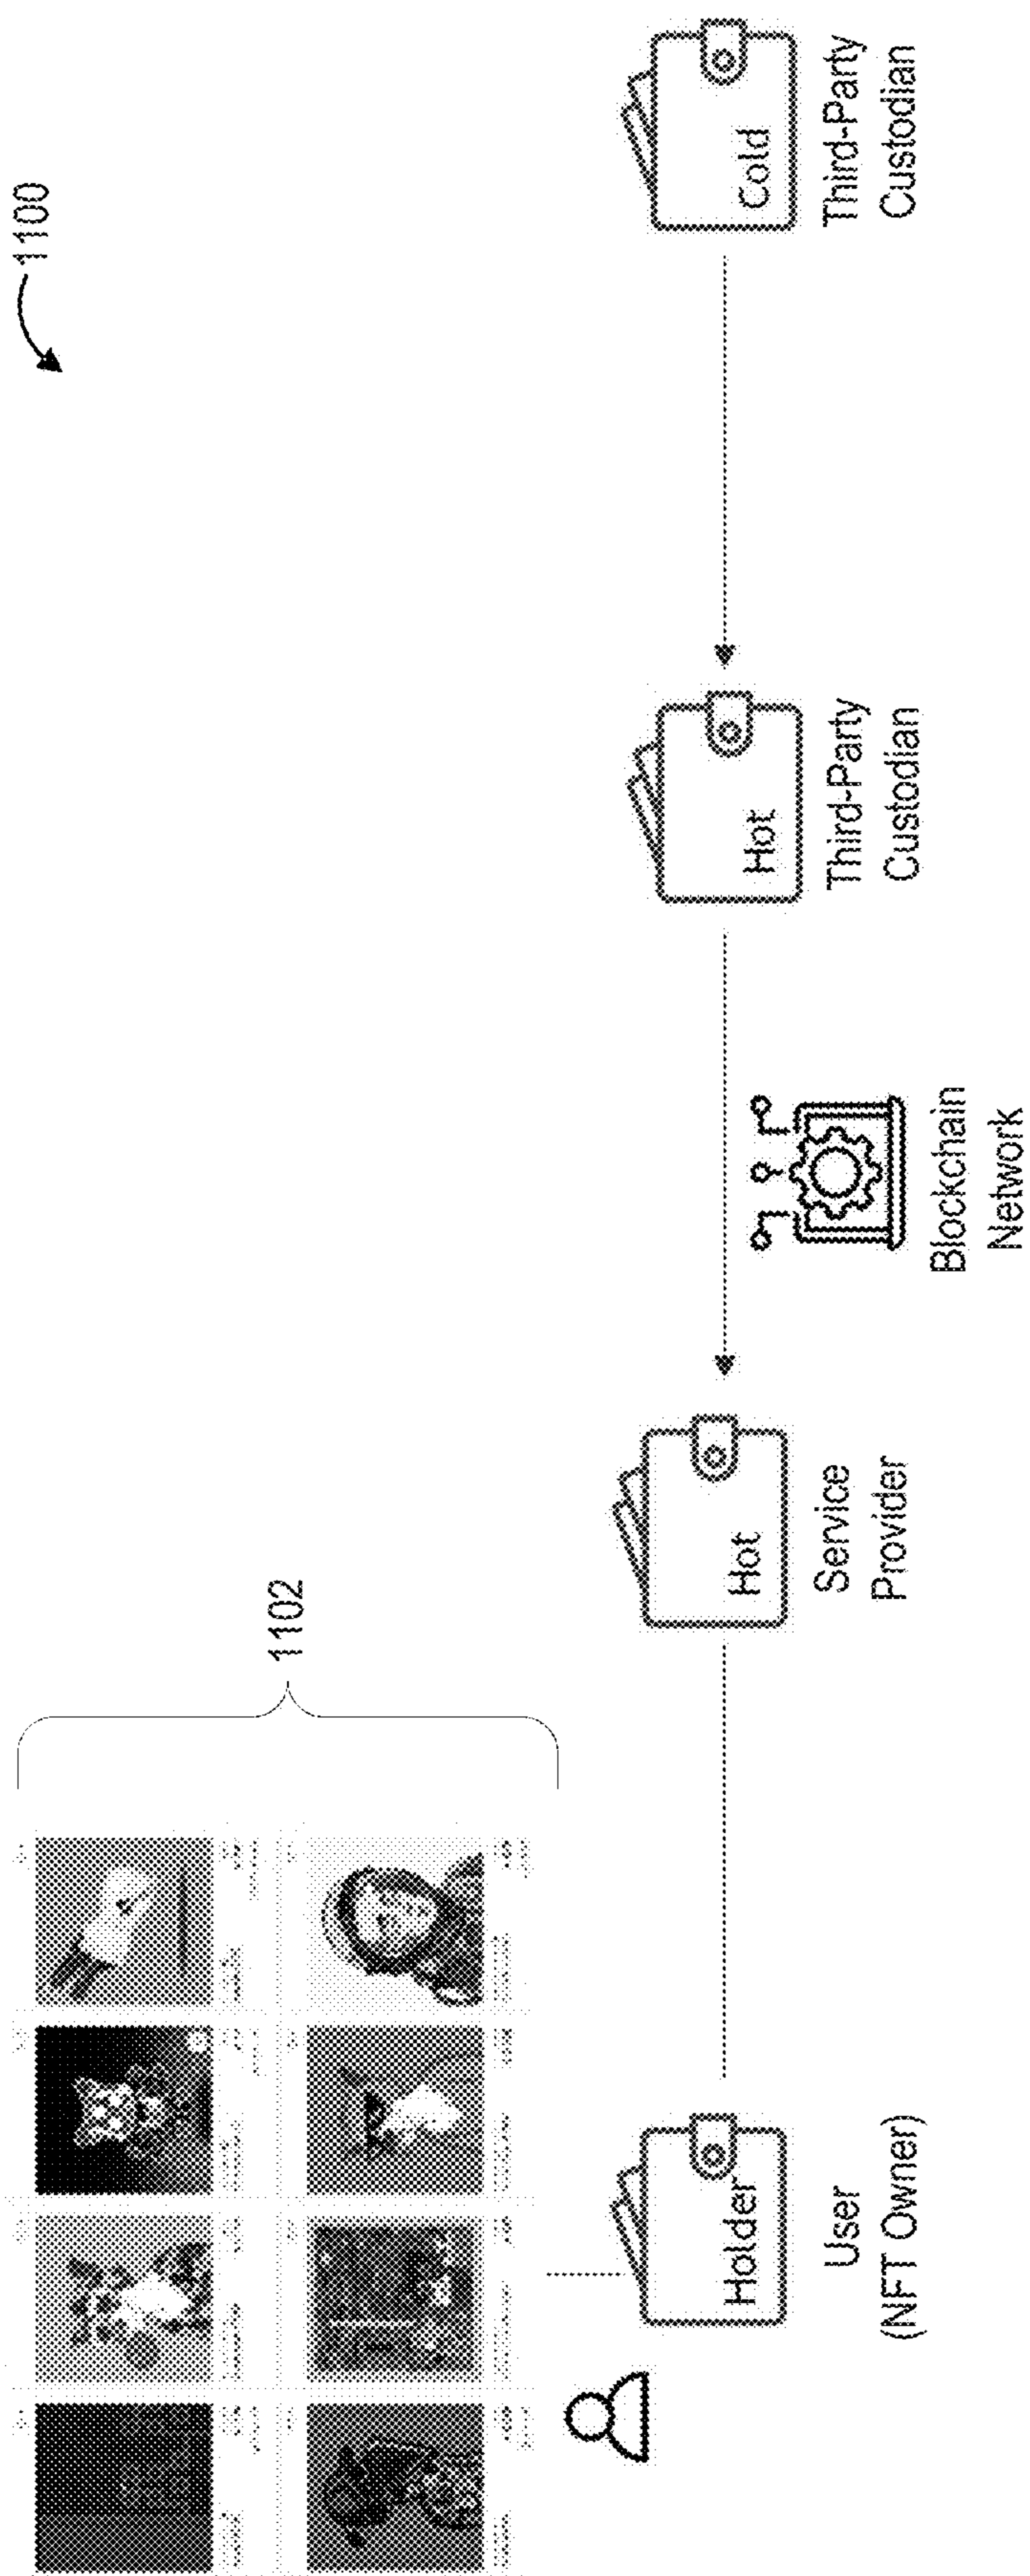 1100
1102
Holder
User
(NFT Owner)
Hot
Service
Provider
Blockchain
Network
Hot
Third-Party
Custodian
Cold
Third-Party
Custodian